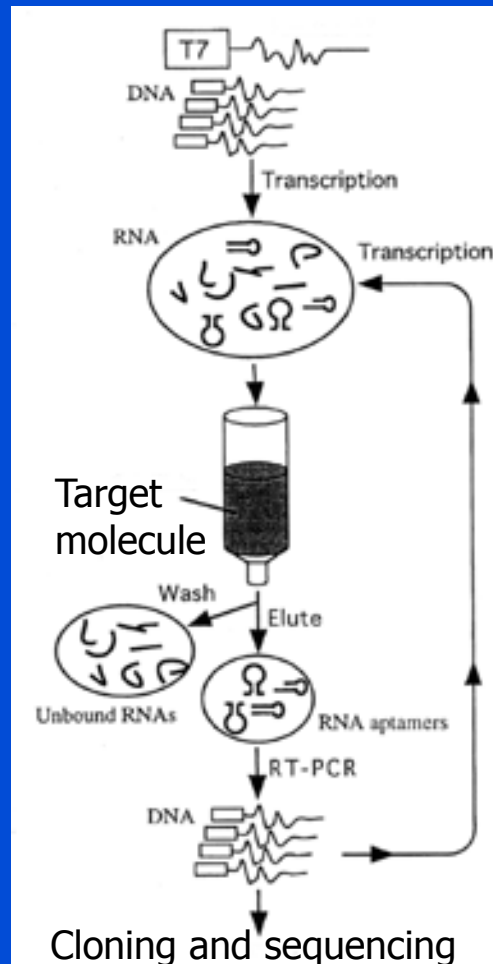 T7
DNA
Transcription
RNA
Transcription
Target
molecule
Wash
Elute
Unbound RNAs
RNA aptamers
RT-PCR
DNA
Cloning and sequencing